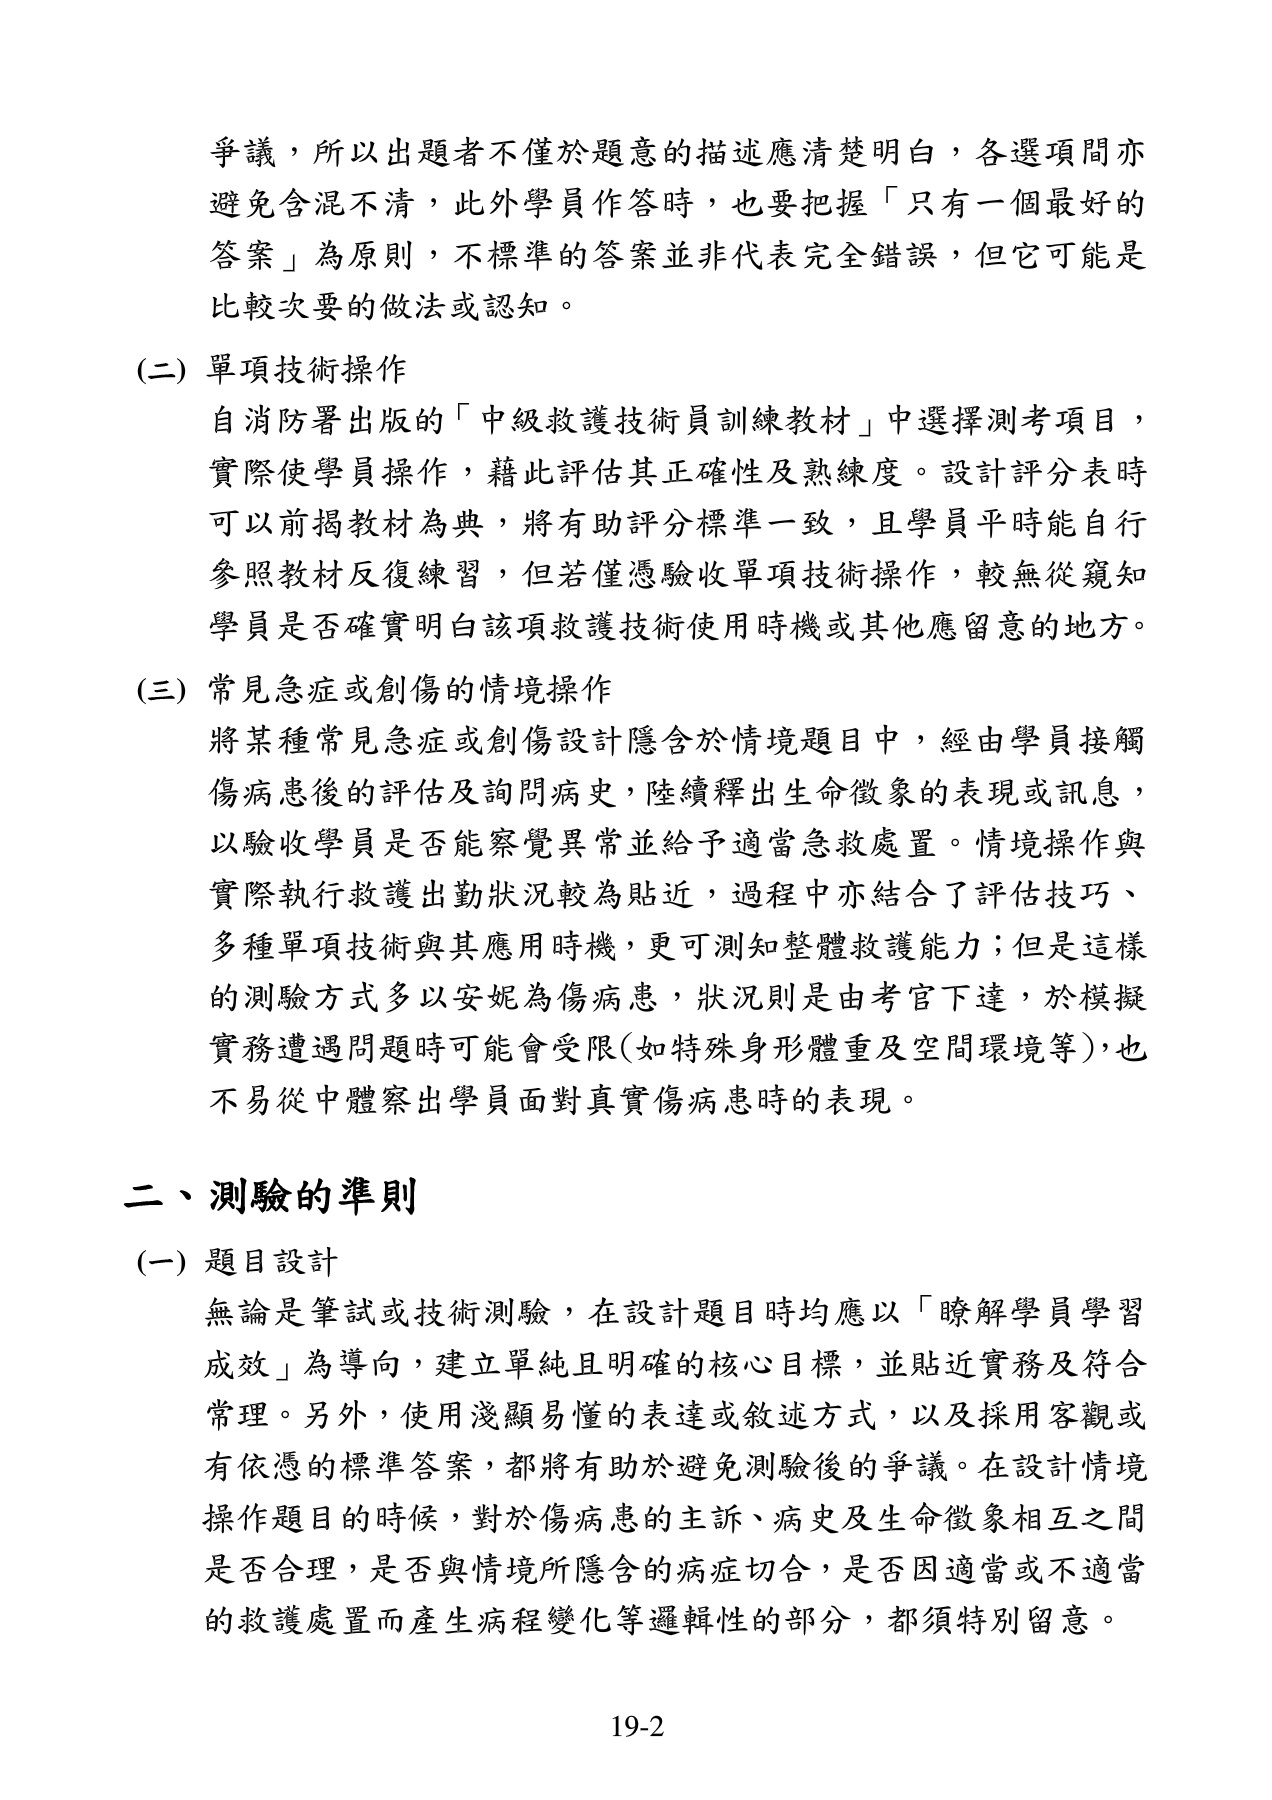 爭議，所以出題者不僅於題意的描述應清楚明白，各選項間亦
避免含混不清，此外學員作答時，也要把握「只有一個最好的
答案」為原則，不標準的答案並非代表完全錯誤，但它可能是
比較次要的做法或認知。
(二) 單項技術操作
自消防署出版的「中級救護技術員訓練教材」中選擇測考項目，
實際使學員操作，藉此評估其正確性及熟練度。設計評分表時
可以前揭教材為典，將有助評分標準一致，且學員平時能自行
參照教材反復練習，但若僅憑驗收單項技術操作，較無從窺知
學員是否確實明白該項救護技術使用時機或其他應留意的地方。
(三) 常見急症或創傷的情境操作
將某種常見急症或創傷設計隱含於情境題目中，經由學員接觸
傷病患後的評估及詢問病史，陸續釋出生命徵象的表現或訊息，
以驗收學員是否能察覺異常並給予適當急救處置。情境操作與
實際執行救護出勤狀況較為貼近，過程中亦結合了評估技巧、
多種單項技術與其應用時機，更可測知整體救護能力；但是這樣
的測驗方式多以安妮為傷病患，狀況則是由考官下達，於模擬
實務遭遇問題時可能會受限(如特殊身形體重及空間環境等)，也
不易從中體察出學員面對真實傷病患時的表現。
二、測驗的準則
(一) 題目設計
無論是筆試或技術測驗，在設計題目時均應以「瞭解學員學習
成效」為導向，建立單純且明確的核心目標，並貼近實務及符合
常理。另外，使用淺顯易懂的表達或敘述方式，以及採用客觀或
有依憑的標準答案，都將有助於避免測驗後的爭議。在設計情境
操作題目的時候，對於傷病患的主訴、病史及生命徵象相互之間
是否合理，是否與情境所隱含的病症切合，是否因適當或不適當
的救護處置而產生病程變化等邏輯性的部分，都須特別留意。
19-2